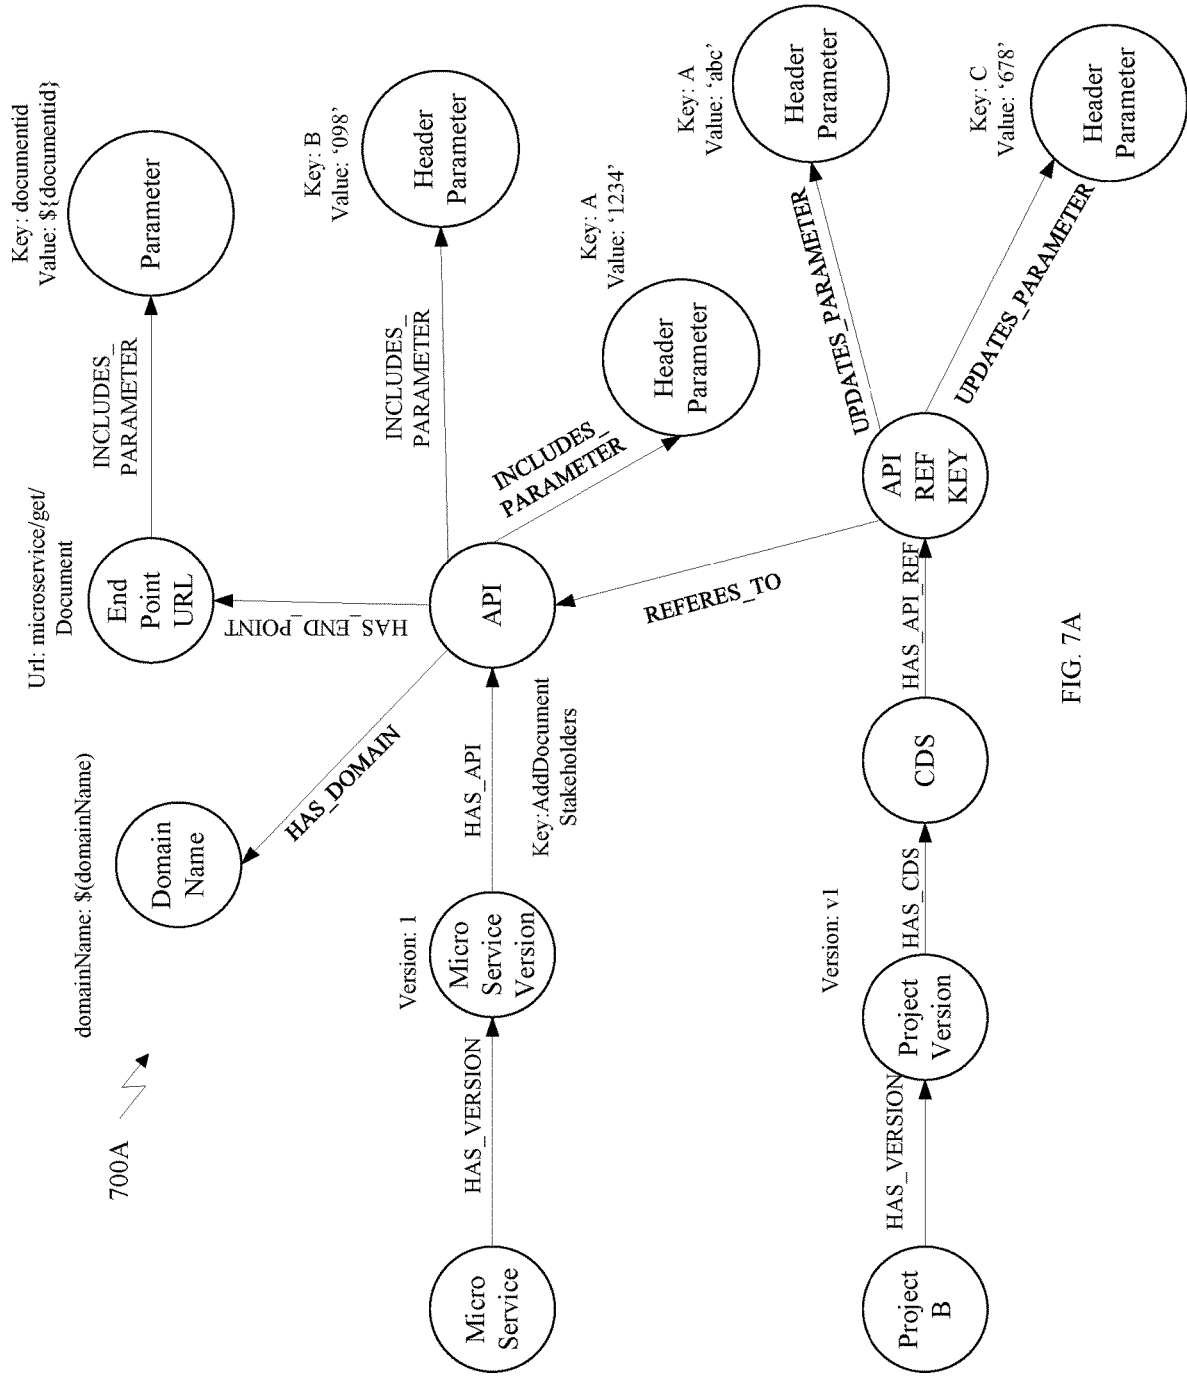 700A
domainName: $(domainName)
Domain
Name
Url: microservice/get/
Document
End
Point
URL
INCLUDES_
PARAMETER
Key: documentid
Value: ${documentid}
Parameter
HAS_DOMAIN
HAS_END_POINT
Micro
Service
HAS_VERSION
Version: 1
Micro
Service
Version
HAS_API
Key:AddDocument
Stakeholders
API
INCLUDES_
PARAMETER
Key: B
Value: ‘098’
Header
Parameter
INCLUDES_
PARAMETER
Key: A
Value: ‘1234’
Header
Parameter
REFERES_TO
Project
B
HAS_VERSION
Version: v1
Project
Version
HAS_CDS
CDS
HAS_API_REF
API
REF
KEY
UPDATES_PARAMETER
Key: A
Value: ‘abc’
Header
Parameter
UPDATES_PARAMETER
Key: C
Value: ‘678’
Header
Parameter
FIG. 7A